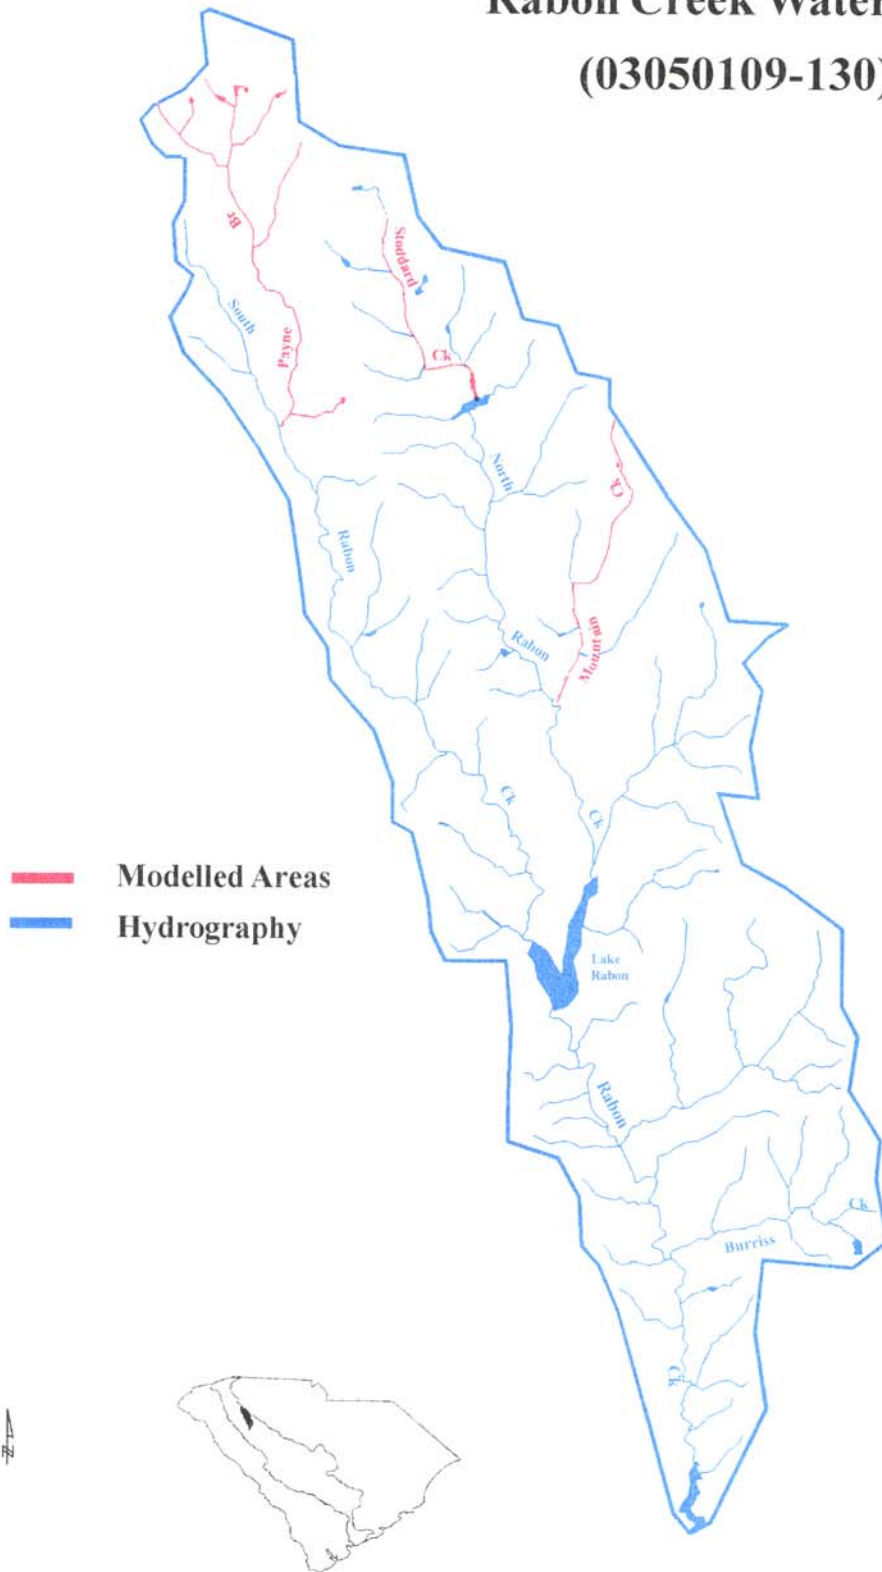 Rabon Creek Water
(03050109-130)
Br
Stoddard
South
Payne
Ck
North
Ck
Rabon
Rabon
Mountain
Ck
Ck
Modelled Areas
Hydrography
Lake
Rabon
Rabon
Ck
Burriss
Ck
N